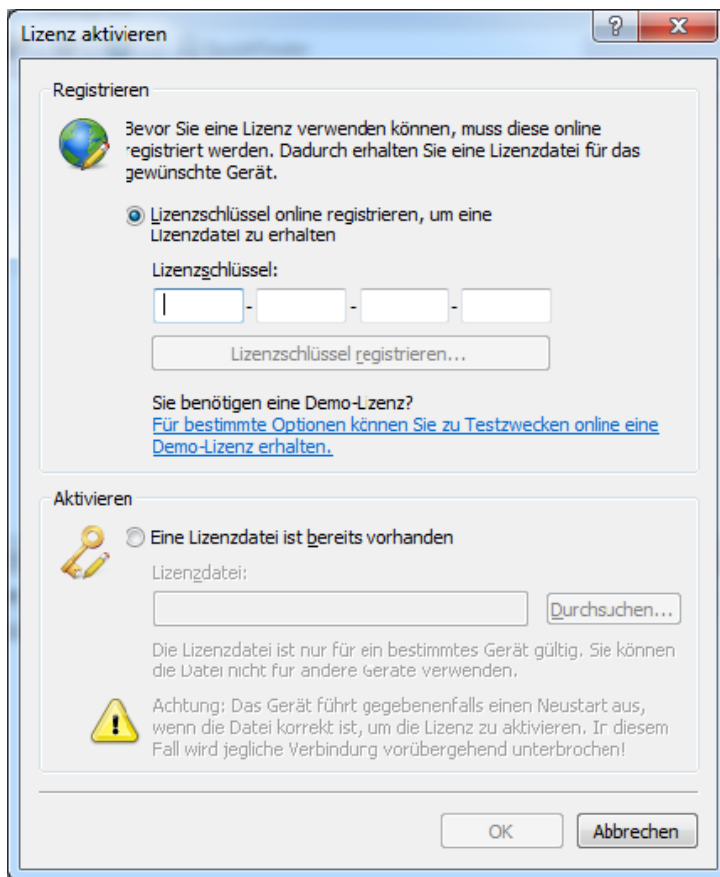 Lizenz aktivieren
Registrieren
Bevor Sie eine Lizenz verwenden können, muss diese online
registriert werden. Dadurch erhalten Sie eine Lizenzdatei für das
gewünschte Gerät.
Lizenzschlüssel online registrieren, um eine
Lizenzdatei zu erhalten
Lizenzschlüssel:
- - -
Lizenzschlüssel registrieren...
Sie benötigen eine Demo-Lizenz?
Für bestimmte Optionen können Sie zu Testzwecken online eine
Demo-Lizenz erhalten.
Aktivieren
Eine Lizenzdatei ist bereits vorhanden
Lizenzdatei:
Durchsuchen...
Die Lizenzdatei ist nur für ein bestimmtes Gerät gültig. Sie können
die Datei nicht für andere Geräte verwenden.
Achtung: Das Gerät führt gegebenenfalls einen Neustart aus,
wenn die Datei korrekt ist, um die Lizenz zu aktivieren. In diesem
Fall wird jegliche Verbindung vorübergehend unterbrochen!
OK
Abbrechen